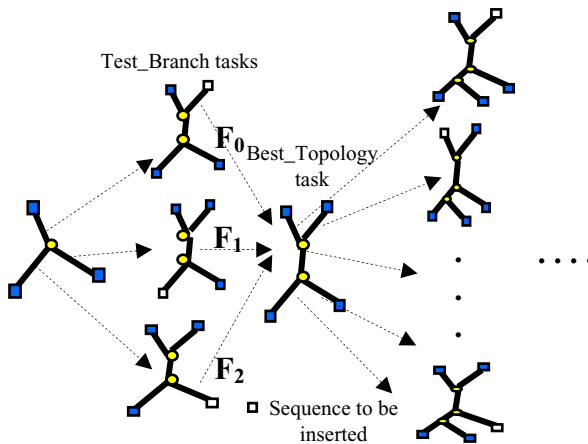 Test_Branch tasks
F0
Best_Topology
task
F1
F2
Sequence to be
inserted